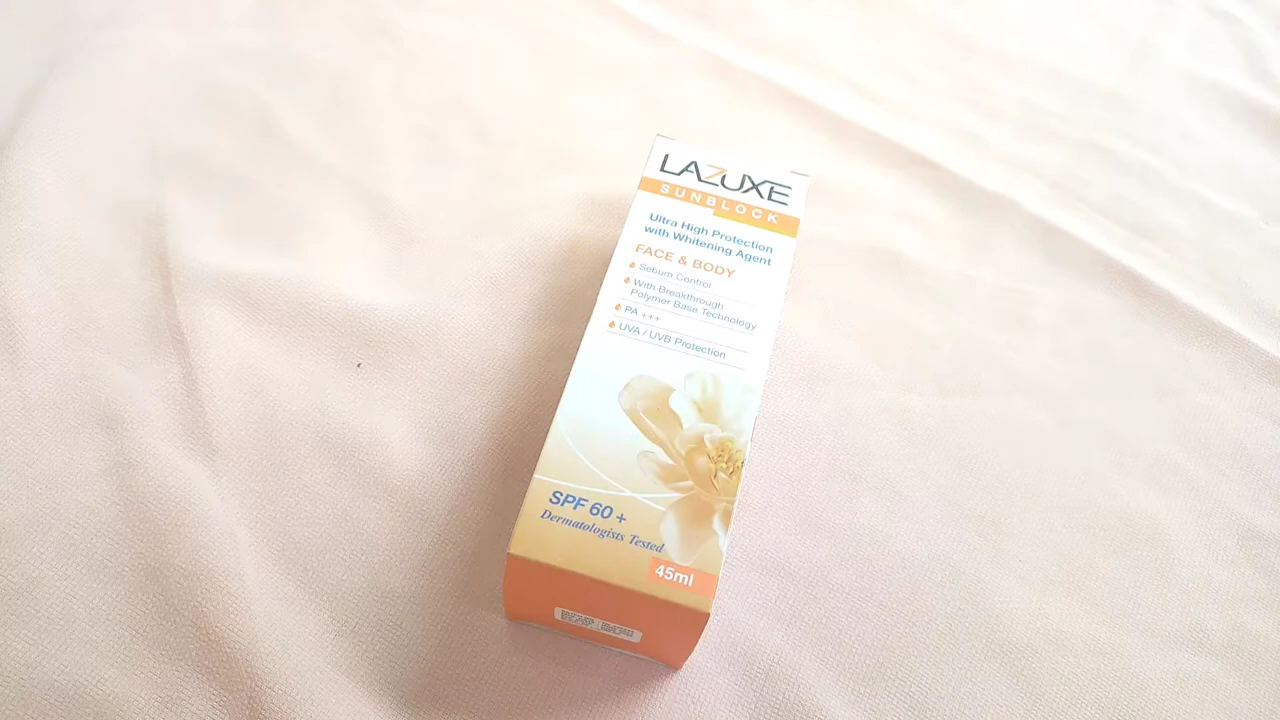 LAZUXE
SUNBLOCK
Ultra High Protection
with Whitening Agent
FACE & BODY
Sebum Control
With Breakthrough
Polymer Base Technology
PA +++
UVA / UVB Protection
SPF 60 +
Dermatologists Tested
45ml